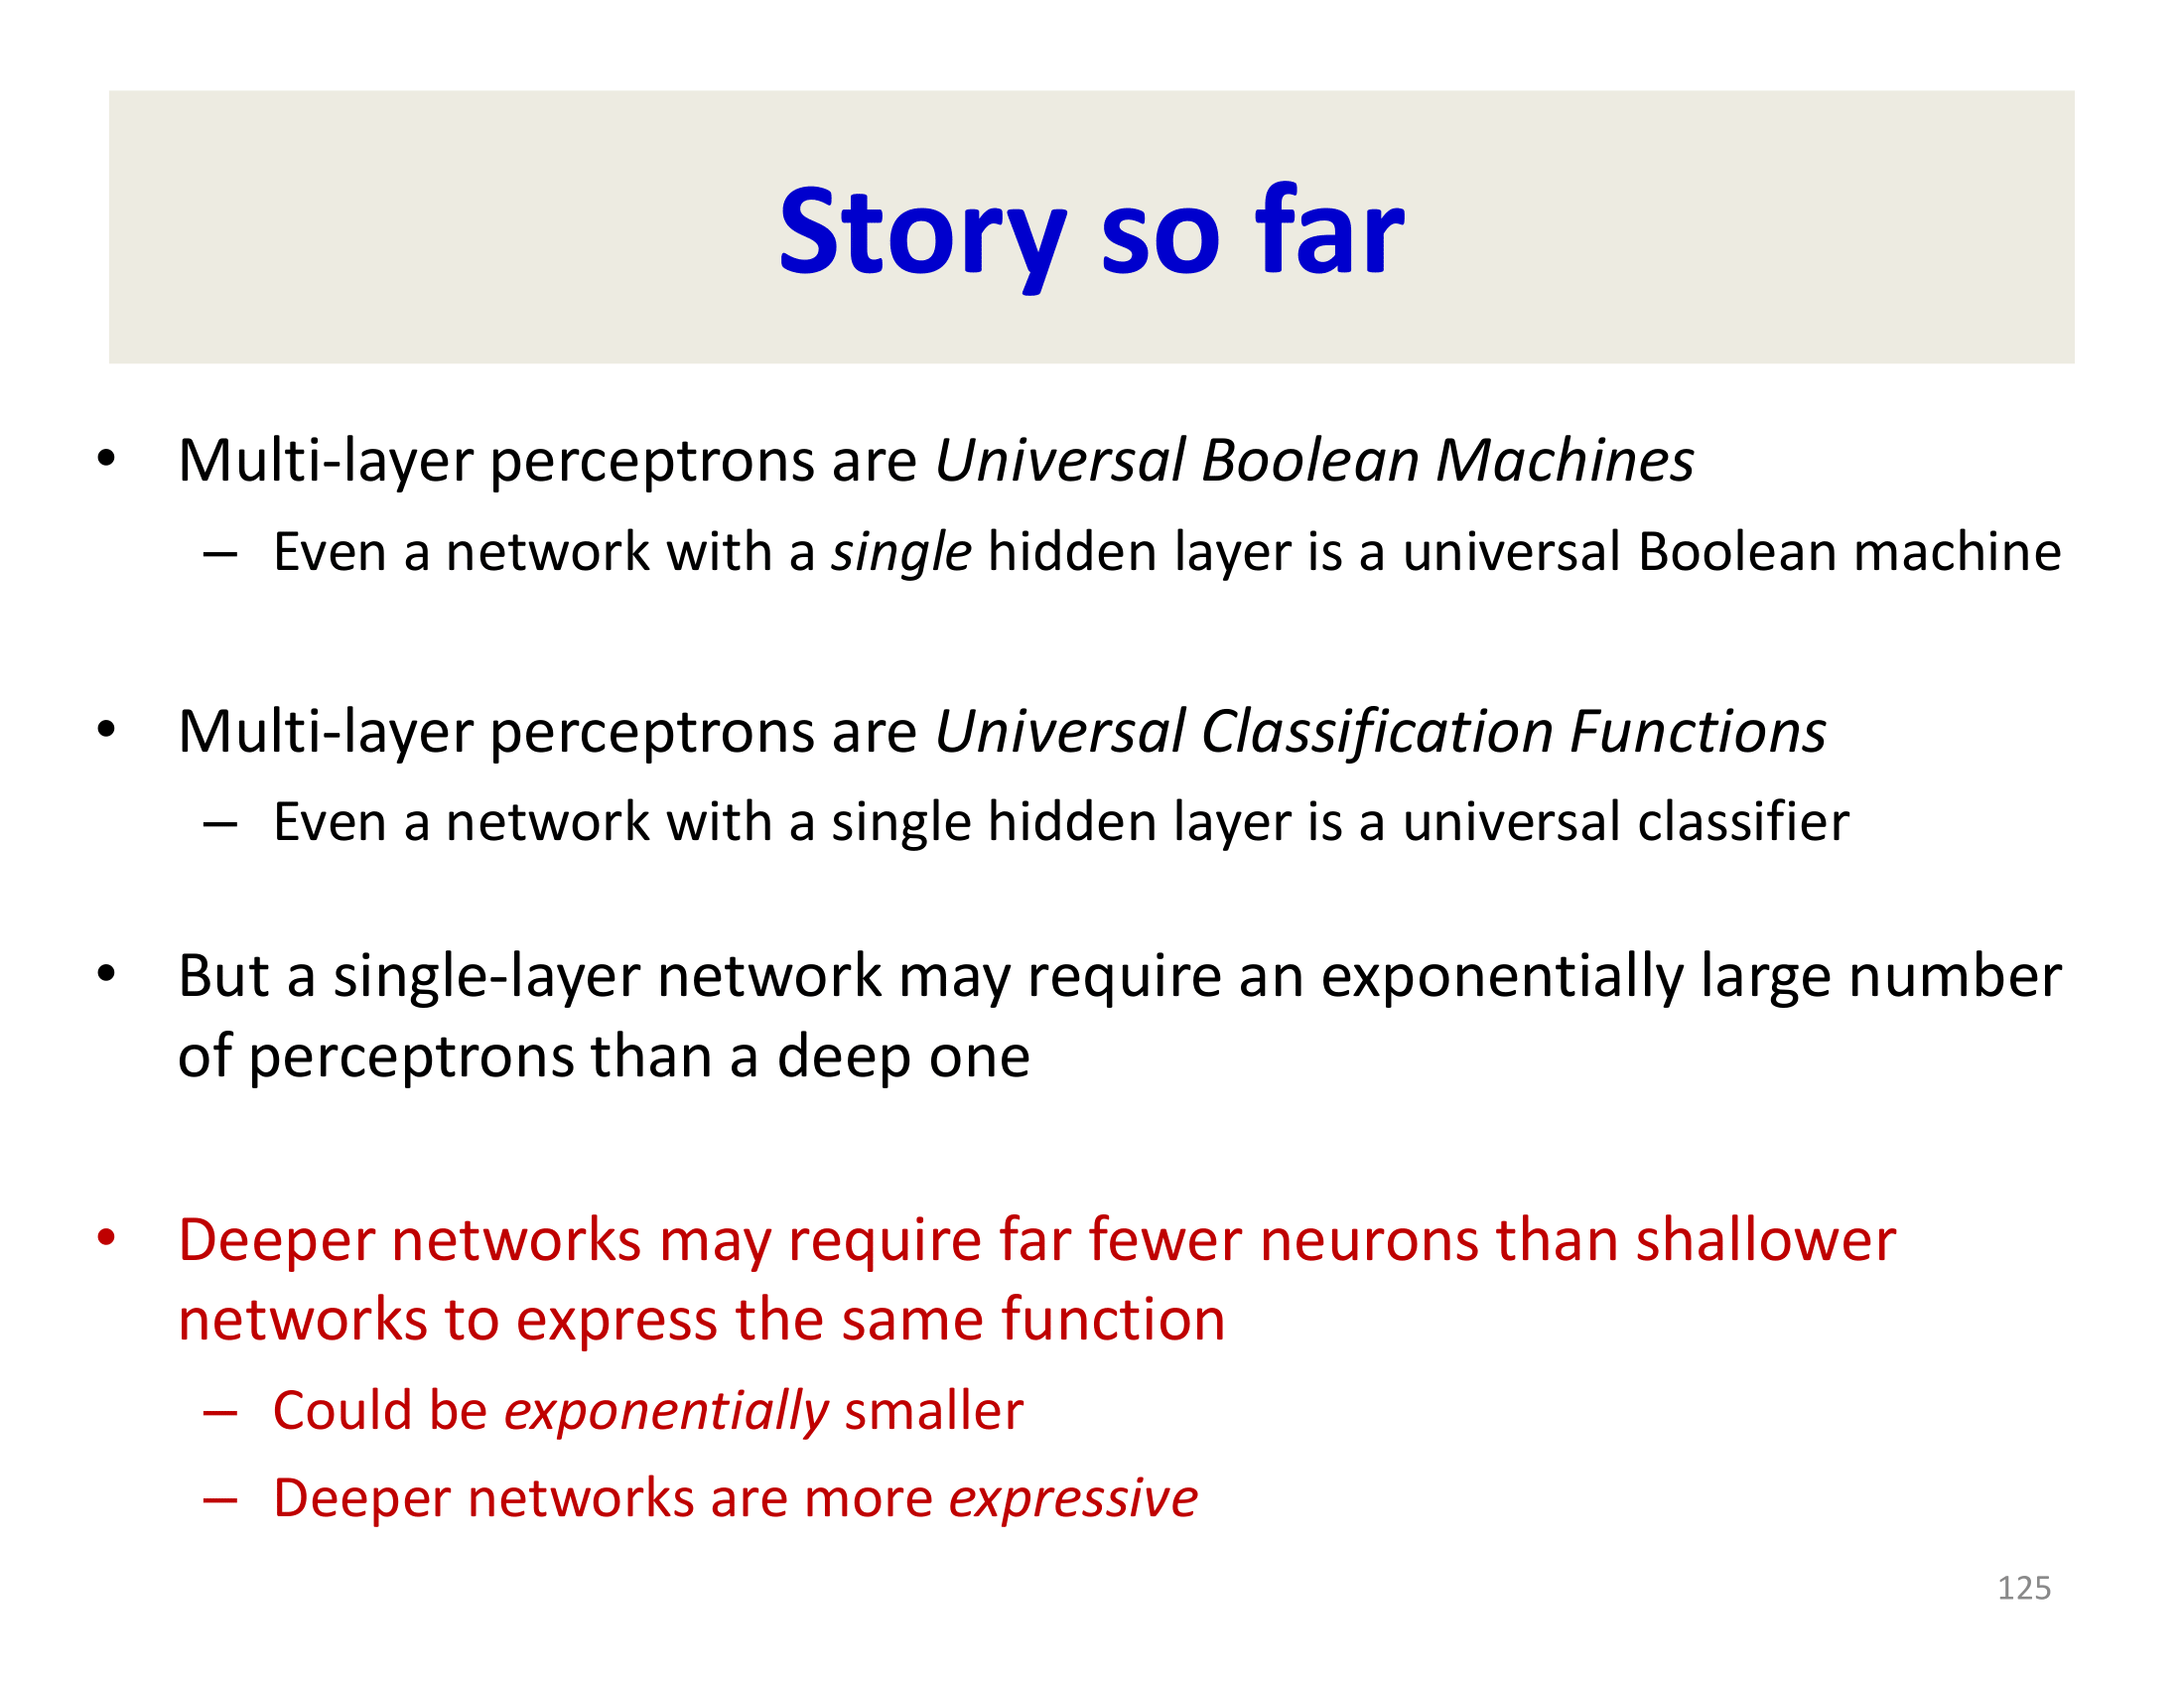 Story so far
• Multi-layer perceptrons are Universal Boolean Machines
– Even a network with a single hidden layer is a universal Boolean machine
• Multi-layer perceptrons are Universal Classification Functions
– Even a network with a single hidden layer is a universal classifier
• But a single-layer network may require an exponentially large number
of perceptrons than a deep one
• Deeper networks may require far fewer neurons than shallower
networks to express the same function
– Could be exponentially smaller
– Deeper networks are more expressive
125